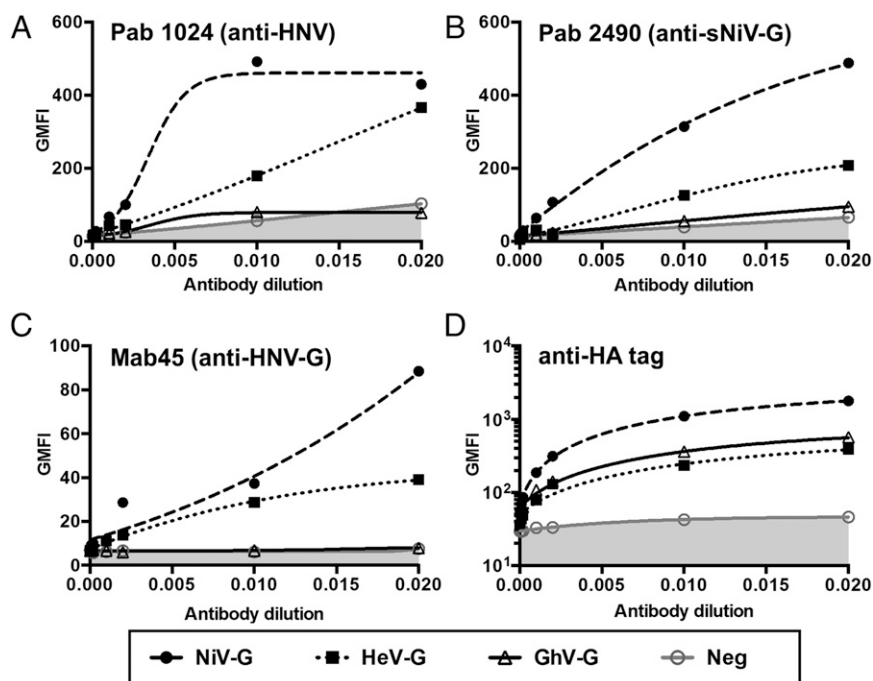 A
Pab 1024 (anti-HNV)
600
400
200
0
GMFI
0.000 0.005 0.010 0.015 0.020
Antibody dilution
B
Pab 2490 (anti-sNiV-G)
600
400
200
0
GMFI
0.000 0.005 0.010 0.015 0.020
Antibody dilution
C
Mab45 (anti-HNV-G)
100
80
60
40
20
0
GMFI
0.000 0.005 0.010 0.015 0.020
Antibody dilution
D
anti-HA tag
10⁴
10³
10²
10¹
GMFI
0.000 0.005 0.010 0.015 0.020
Antibody dilution
NiV-G HeV-G GhV-G Neg